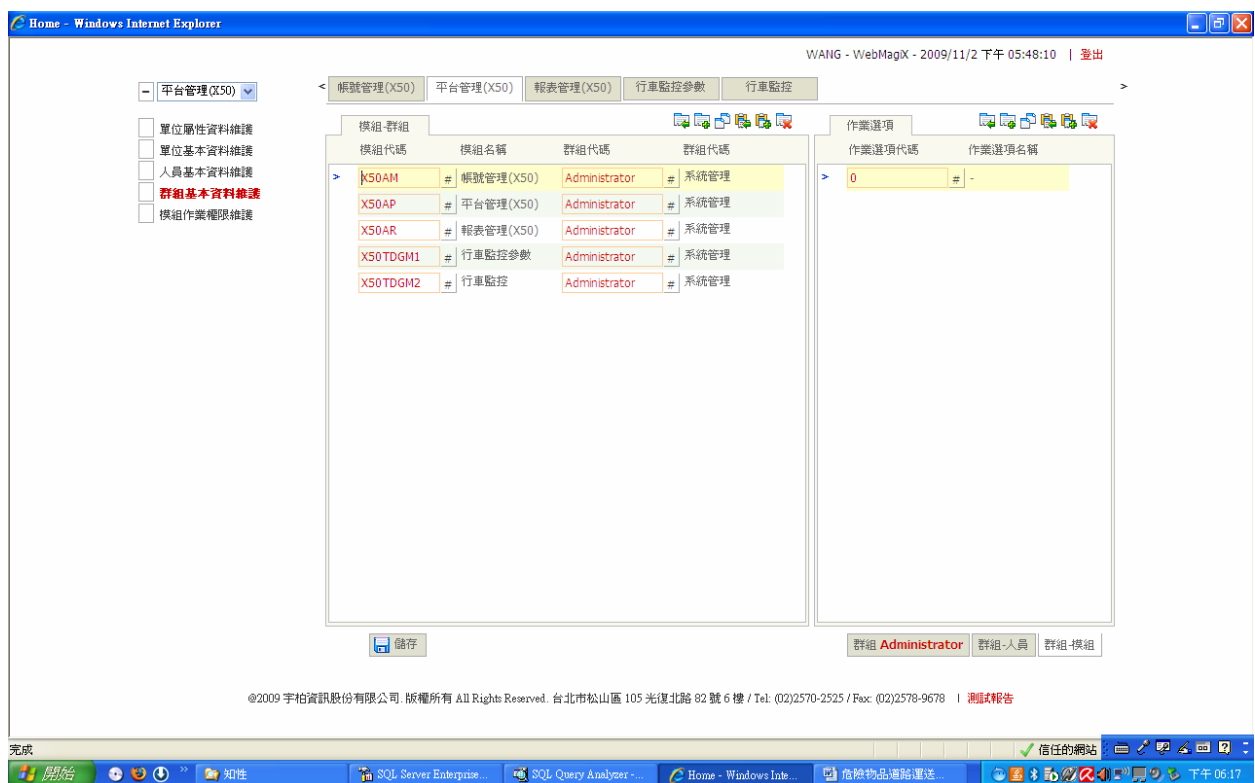 Home - Windows Internet Explorer
WANG - WebMagiX - 2009/11/2 下午 05:48:10 | 登出
平台管理(X50)
< 帳號管理(X50) 平台管理(X50) 報表管理(X50) 行車監控參數 行車監控 >
單位屬性資料維護
單位基本資料維護
人員基本資料維護
群組基本資料維護
模組作業權限維護
模組-群組
模組代碼 模組名稱 群組代碼 群組代碼
> X50AM # 帳號管理(X50) Administrator # 系統管理
X50AP # 平台管理(X50) Administrator # 系統管理
X50AR # 報表管理(X50) Administrator # 系統管理
X50TDGM1 # 行車監控參數 Administrator # 系統管理
X50TDGM2 # 行車監控 Administrator # 系統管理
作業選項
作業選項代碼 作業選項名稱
> 0 # -
儲存
群組 Administrator 群組-人員 群組-模組
@2009 宇柏資訊股份有限公司. 版權所有 All Rights Reserved. 台北市松山區 105 光復北路 82 號 6 樓 / Tel: (02)2570-2525 / Fax: (02)2578-9678 | 測試報告
完成
信任的網站
開始
知性
SQL Server Enterprise...
SQL Query Analyzer -...
Home - Windows Inte...
危險物品道路運送...
下午 06:17